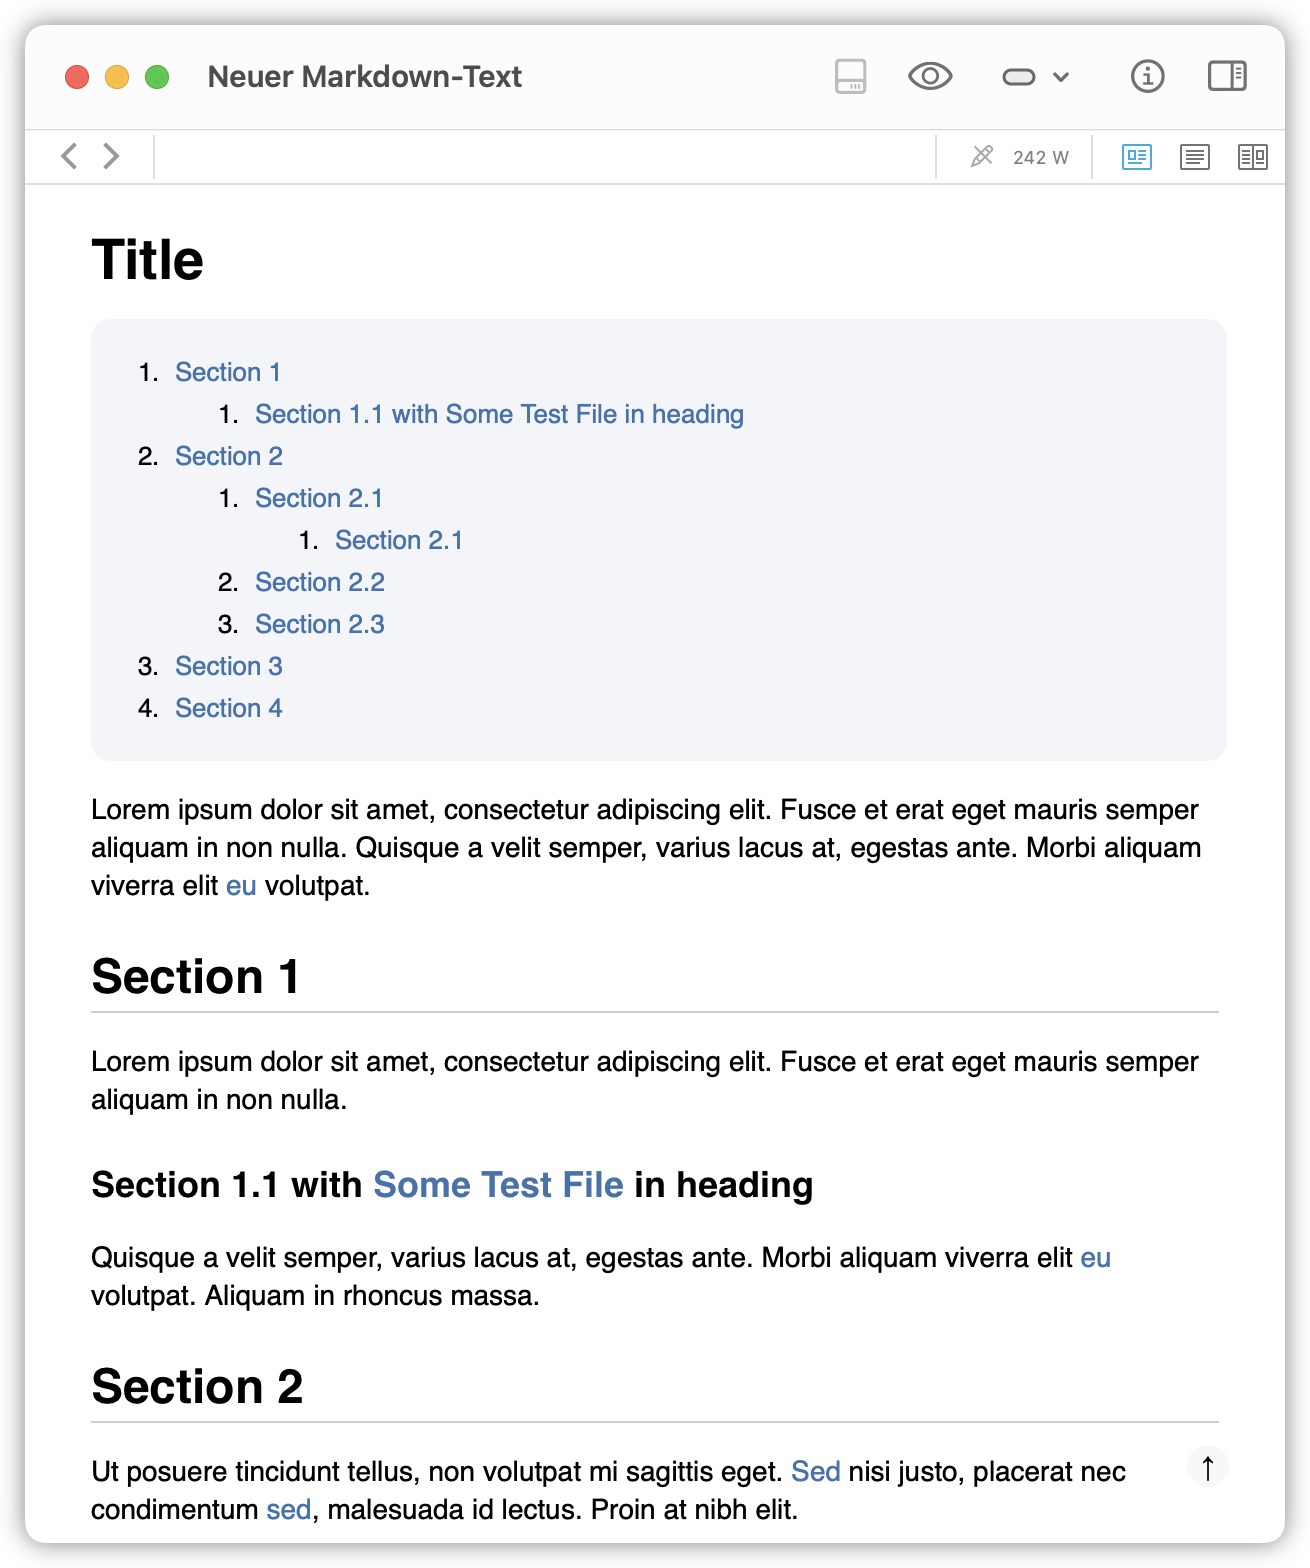 Neuer Markdown-Text
242 W
Title
1. Section 1
1. Section 1.1 with Some Test File in heading
2. Section 2
1. Section 2.1
1. Section 2.1
2. Section 2.2
3. Section 2.3
3. Section 3
4. Section 4
Lorem ipsum dolor sit amet, consectetur adipiscing elit. Fusce et erat eget mauris semper
aliquam in non nulla. Quisque a velit semper, varius lacus at, egestas ante. Morbi aliquam
viverra elit eu volutpat.
Section 1
Lorem ipsum dolor sit amet, consectetur adipiscing elit. Fusce et erat eget mauris semper
aliquam in non nulla.
Section 1.1 with Some Test File in heading
Quisque a velit semper, varius lacus at, egestas ante. Morbi aliquam viverra elit eu
volutpat. Aliquam in rhoncus massa.
Section 2
Ut posuere tincidunt tellus, non volutpat mi sagittis eget. Sed nisi justo, placerat nec
condimentum sed, malesuada id lectus. Proin at nibh elit.